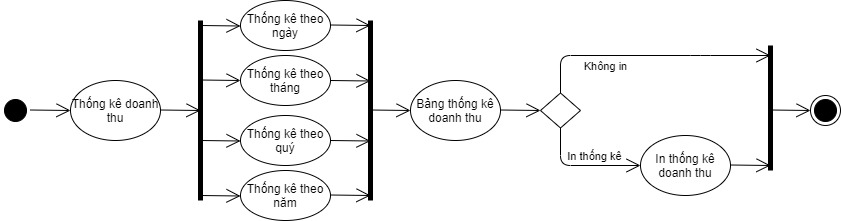 Thống kê doanh
thu
Thống kê theo
ngày
Thống kê theo
tháng
Thống kê theo
quý
Thống kê theo
năm
Bảng thống kê
doanh thu
Không in
In thống kê
In thống kê
doanh thu